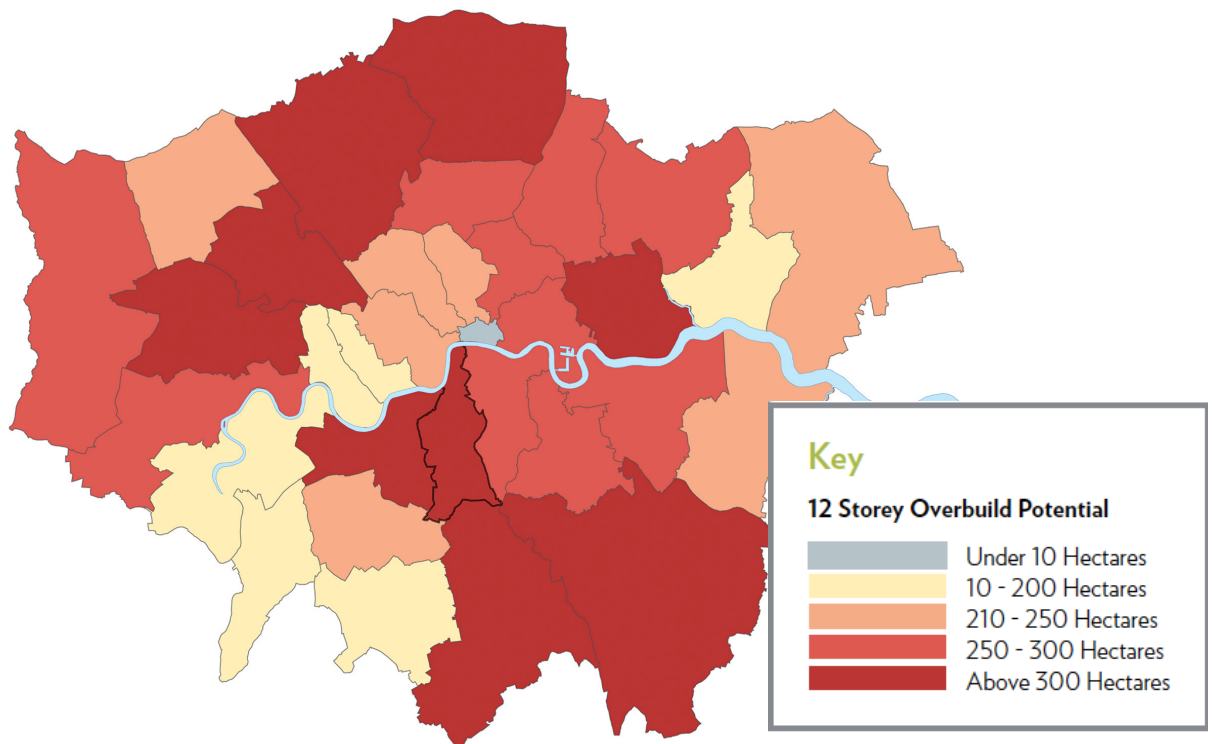 Key
12 Storey Overbuild Potential
Under 10 Hectares
10 - 200 Hectares
210 - 250 Hectares
250 - 300 Hectares
Above 300 Hectares